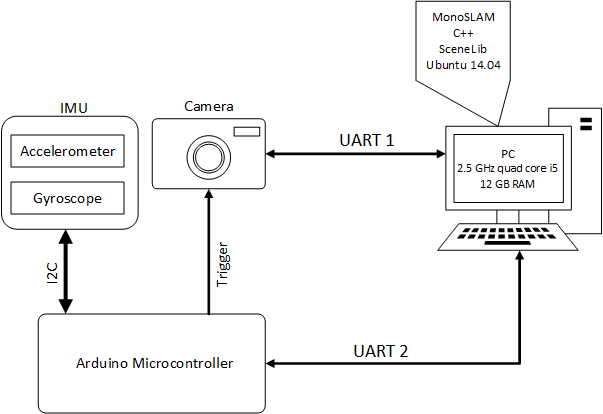 MonoSLAM
C++
SceneLib
Ubuntu 14.04
IMU
Camera
Accelerometer
Gyroscope
UART 1
PC
2.5 GHz quad core i5
12 GB RAM
I2C
Trigger
Arduino Microcontroller
UART 2